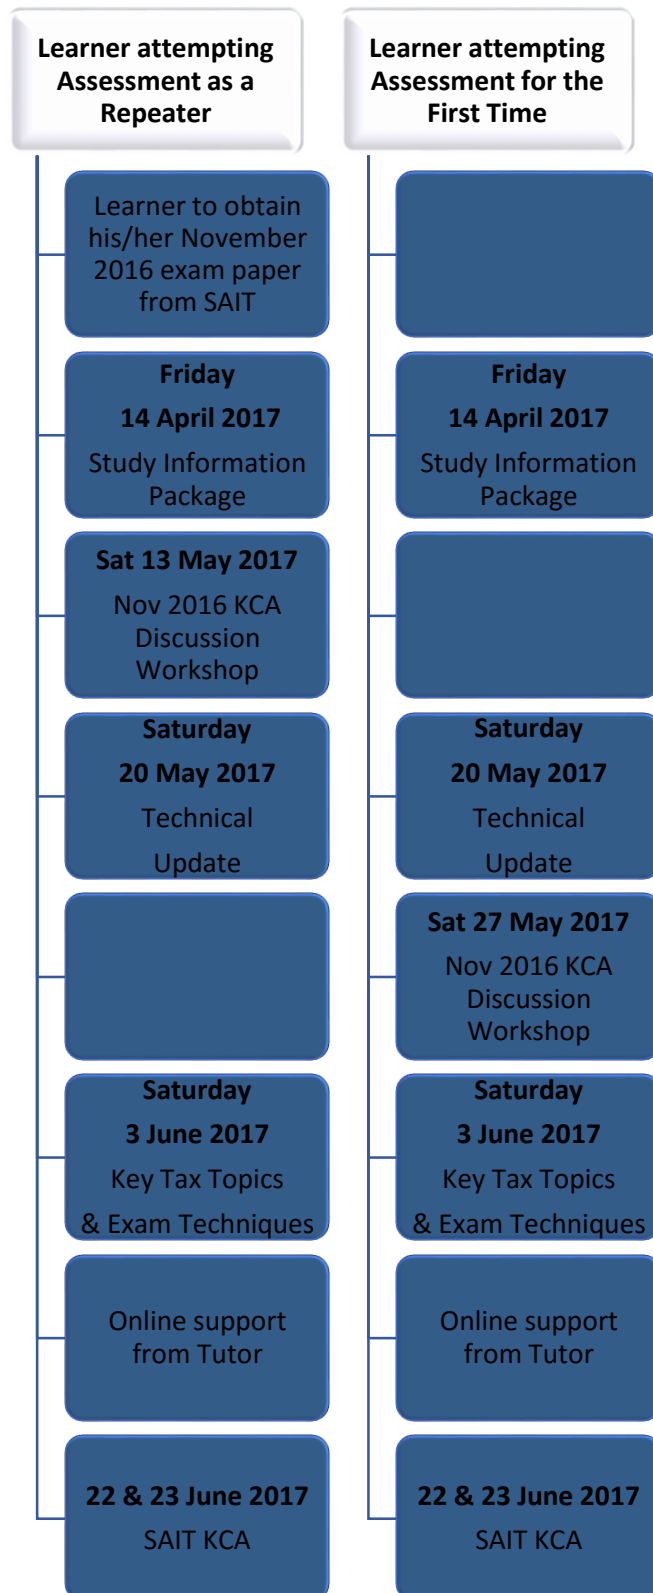 Learner attempting
Assessment as a
Repeater
Learner to obtain
his/her November
2016 exam paper
from SAIT
Friday
14 April 2017
Study Information
Package
Sat 13 May 2017
Nov 2016 KCA
Discussion
Workshop
Saturday
20 May 2017
Technical
Update
Saturday
3 June 2017
Key Tax Topics
& Exam Techniques
Online support
from Tutor
22 & 23 June 2017
SAIT KCA
Learner attempting
Assessment for the
First Time
Friday
14 April 2017
Study Information
Package
Saturday
20 May 2017
Technical
Update
Sat 27 May 2017
Nov 2016 KCA
Discussion
Workshop
Saturday
3 June 2017
Key Tax Topics
& Exam Techniques
Online support
from Tutor
22 & 23 June 2017
SAIT KCA